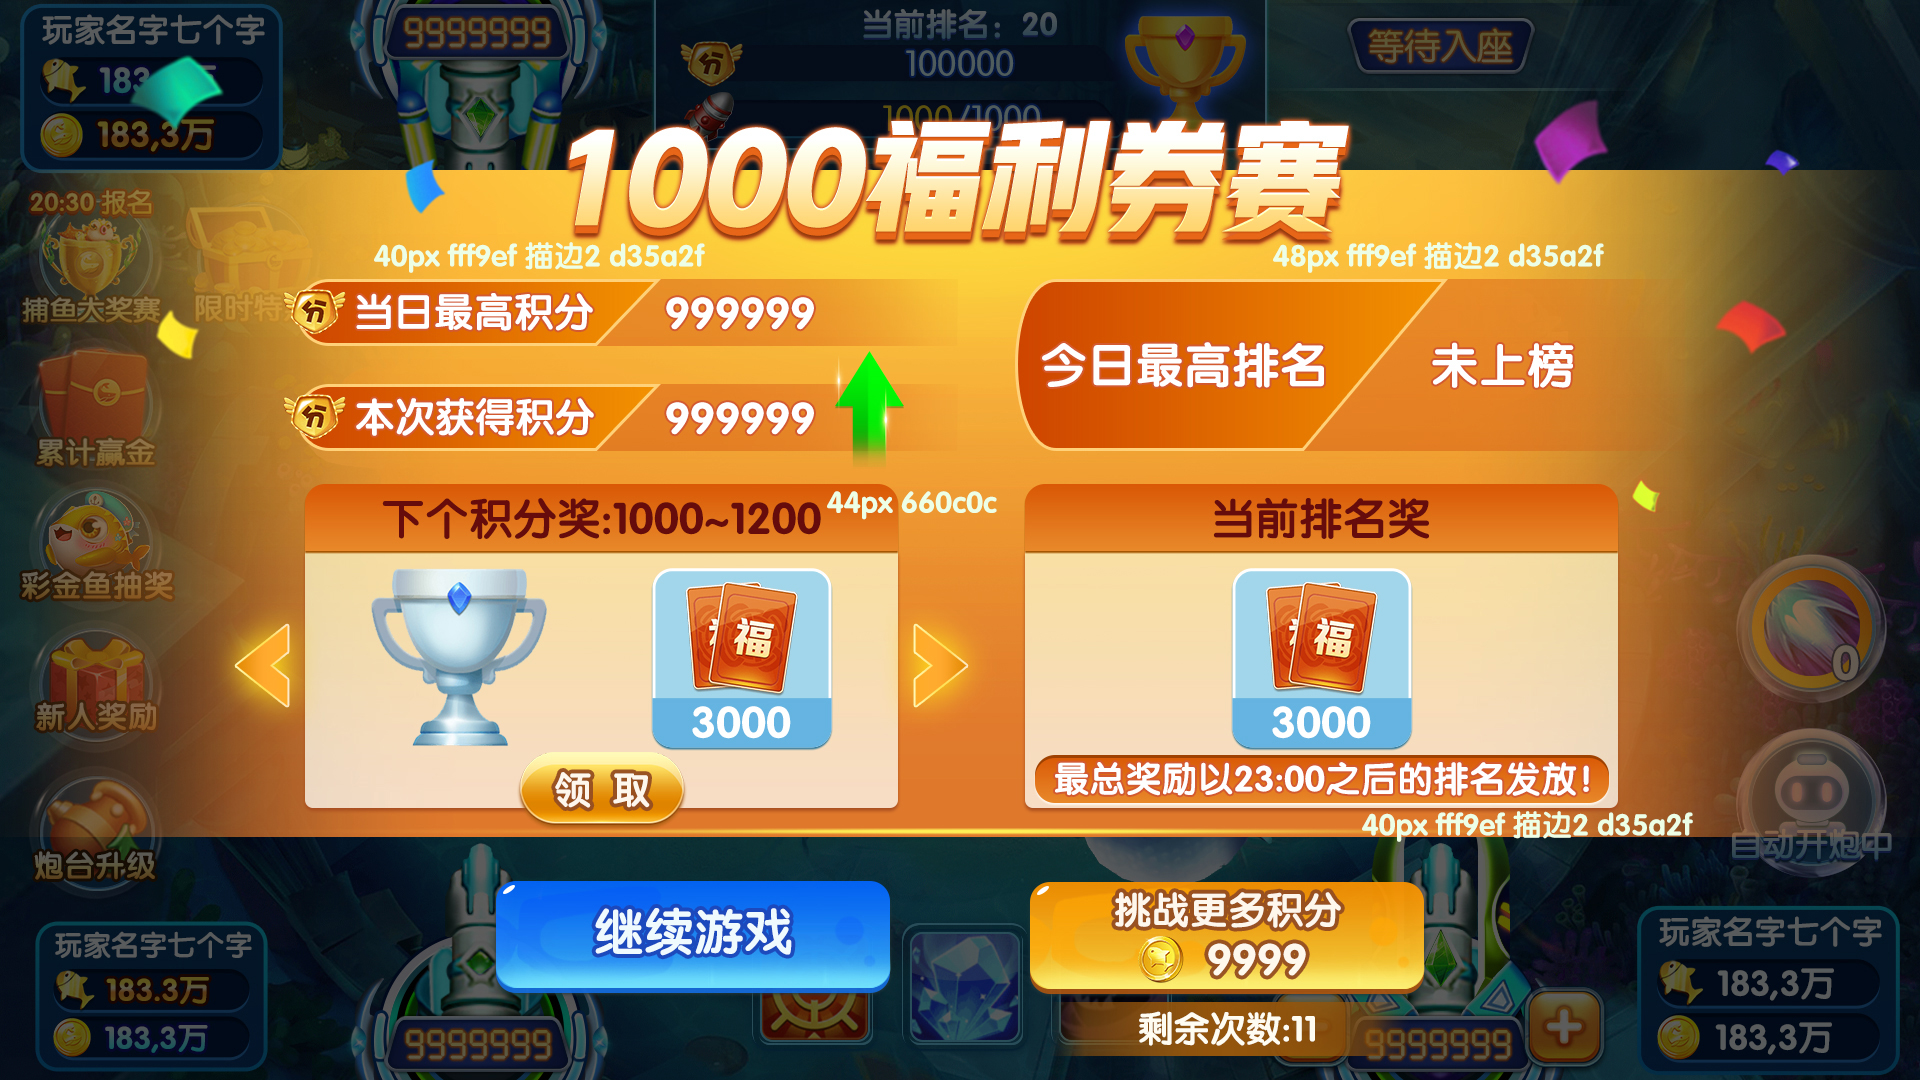 玩家名字七个字
183
183,3万
9999999
当前排名：20
100000
1000/1000
等待入座
1000福利券赛
20:30 报名
捕鱼大奖赛
限时特
累计赢金
彩金鱼抽奖
新人奖励
炮台升级
40px fff9ef 描边2 d35a2f
48px fff9ef 描边2 d35a2f
分 当日最高积分 999999
分 本次获得积分 999999
今日最高排名 未上榜
下个积分奖:1000~1200
44px 660c0c
当前排名奖
福
3000
福
3000
领 取
最总奖励以23:00之后的排名发放！
40px fff9ef 描边2 d35a2f
0
自动开炮中
继续游戏
挑战更多积分
9999
剩余次数:11
玩家名字七个字
183.3万
183,3万
9999999
9999999
玩家名字七个字
183,3万
183,3万